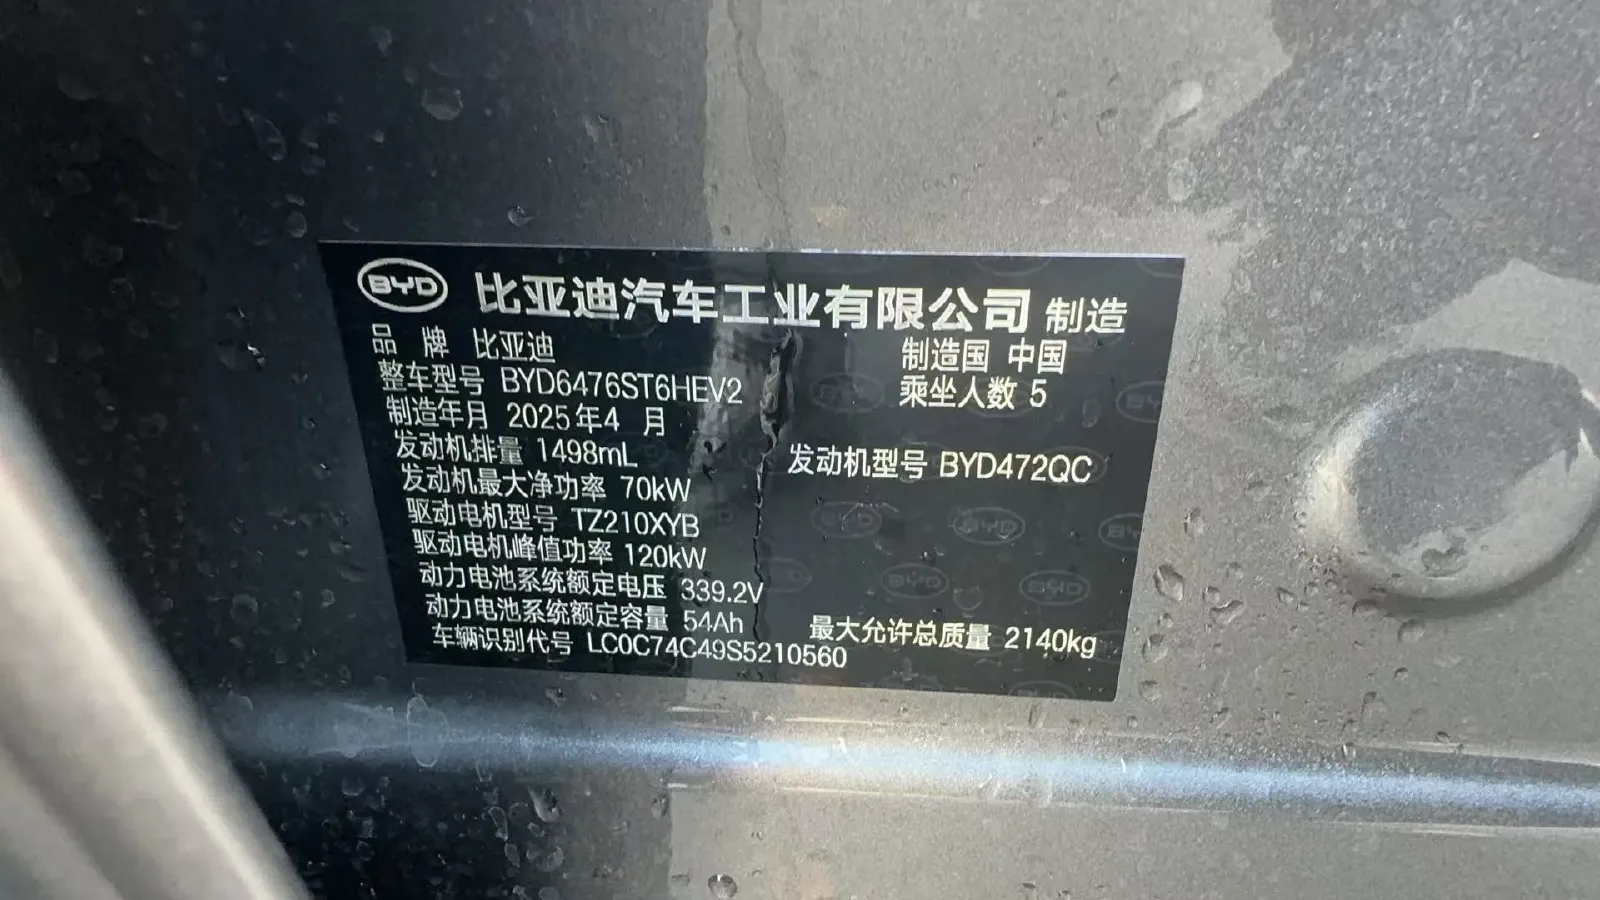 BYD 比亚迪汽车工业有限公司 制造
品 牌 比亚迪 制造国 中国
整车型号 BYD6476ST6HEV2 乘坐人数 5
制造年月 2025年4 月
发动机排量 1498mL 发动机型号 BYD472QC
发动机最大净功率 70kW
驱动电机型号 TZ210XYB
驱动电机峰值功率 120kW
动力电池系统额定电压 339.2V
动力电池系统额定容量 54Ah 最大允许总质量 2140kg
车辆识别代号 LC0C74C49S5210560